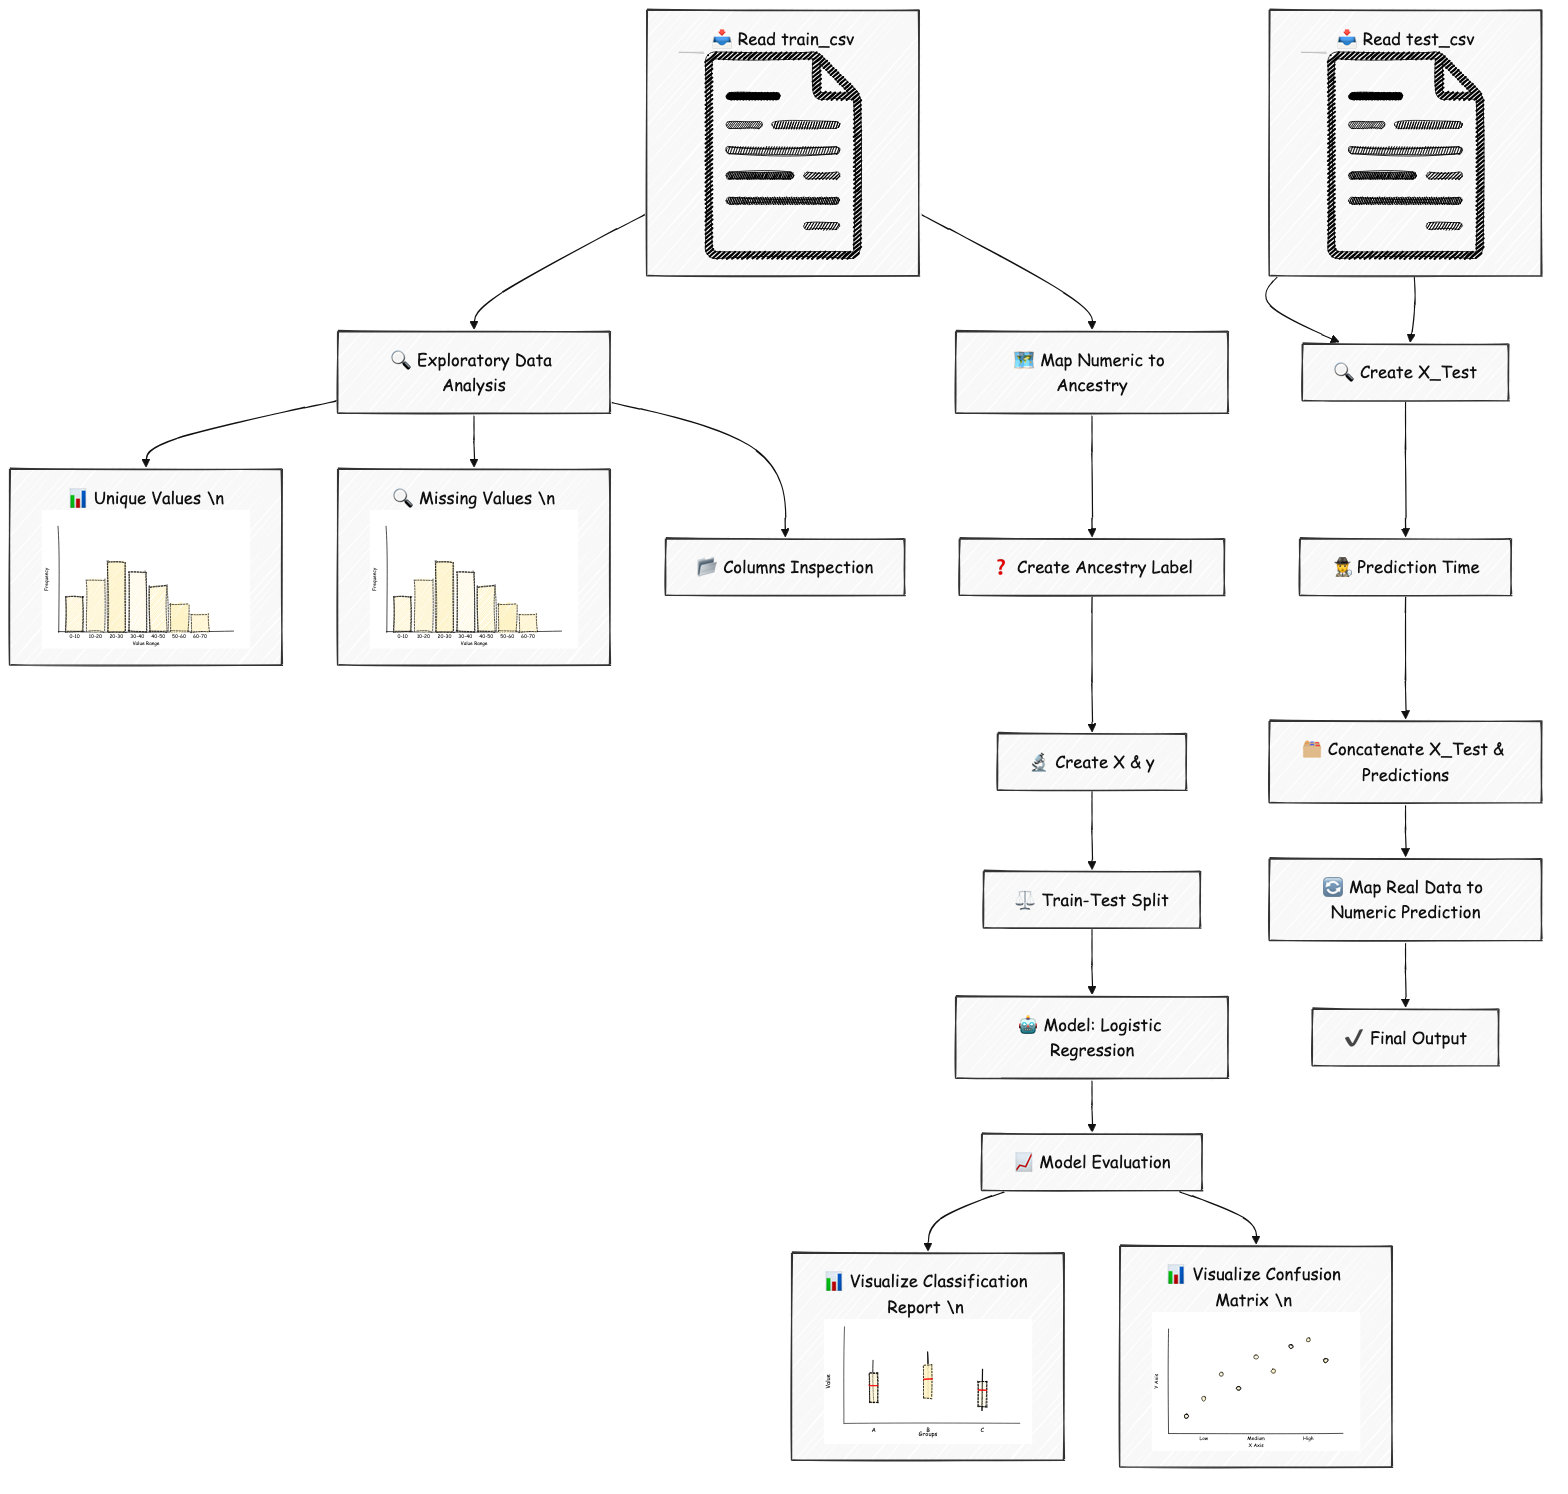 📥 Read train_csv
📥 Read test_csv
🔍 Exploratory Data
Analysis
🗺️ Map Numeric to
Ancestry
🔍 Create X_Test
📊 Unique Values \n
Frequency
0-10 10-20 20-30 30-40 40-50 50-60 60-70
Value Range
🔍 Missing Values \n
Frequency
0-10 10-20 20-30 30-40 40-50 50-60 60-70
Value Range
📂 Columns Inspection
❓ Create Ancestry Label
🕵️ Prediction Time
🔬 Create X & y
🗂️ Concatenate X_Test &
Predictions
⚖️ Train-Test Split
🔄 Map Real Data to
Numeric Prediction
🤖 Model: Logistic
Regression
✔️ Final Output
📈 Model Evaluation
📊 Visualize Classification
Report \n
Value
A B C
Groups
📊 Visualize Confusion
Matrix \n
Y Axis
Low Medium High
X Axis